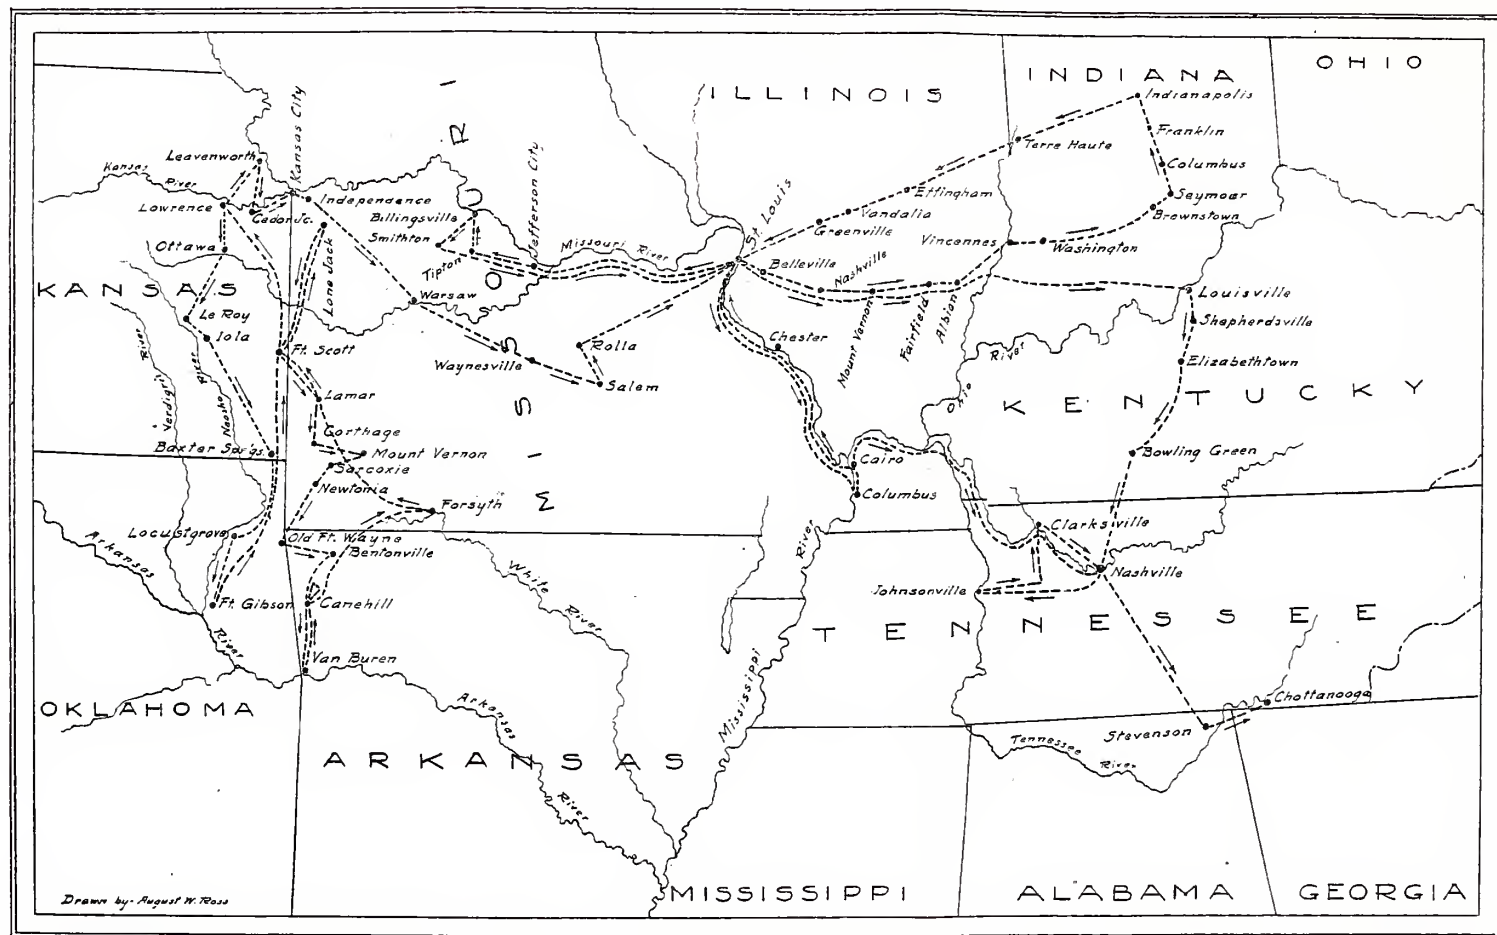 OHIO
INDIANA
ILLINOIS
Indianapolis
Franklin
Terre Haute
Columbus
Seymour
Brownstown
Effingham
Vandalia
Greenville
Vincennes
Washington
St. Louis
Belleville
Nashville
Mount Vernon
Fairfield
Albion
Louisville
Shepherdsville
Elizabethtown
Ohio
River
KENTUCKY
Bowling Green
Leavenworth
Kansas City
Kansas
River
Lowrence
Cedar Jc.
Independence
Billingsville
Smithton
Tipton
Jefferson City
Missouri
River
MISSOURI
Ottawa
Lone Jack
KANSAS
Warsaw
Le Roy
Iola
Ft. Scott
Waynesville
Rolla
Salem
Chester
Verdigris
River
Neosho
River
Lamar
Carthage
Baxter Spr'gs.
Mount Vernon
Sarcoxie
Newtonia
Forsyth
Cairo
Columbus
Locustgrove
Old Ft. Wayne
Bentonville
Arkansas
River
Ft. Gibson
Canehill
White
River
Van Buren
Mississippi
River
Clarksville
Nashville
Johnsonville
TENNESSEE
Chattanooga
Stevenson
Tennessee
River
OKLAHOMA
ARKANSAS
Arkansas
River
MISSISSIPPI
ALABAMA
GEORGIA
Drawn by- August W. Ross